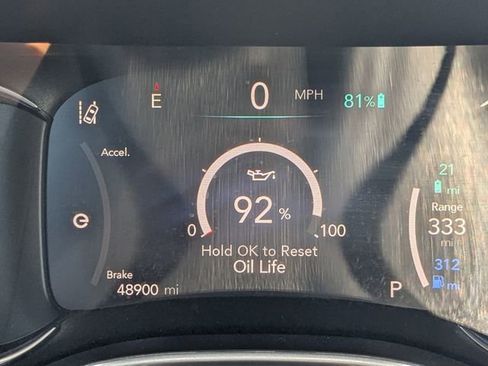 E 0 MPH 81%
Accel.
21
mi
92 %
Range
333
mi
0 100
Hold OK to Reset
Oil Life
312
mi
Brake
48900 mi
P